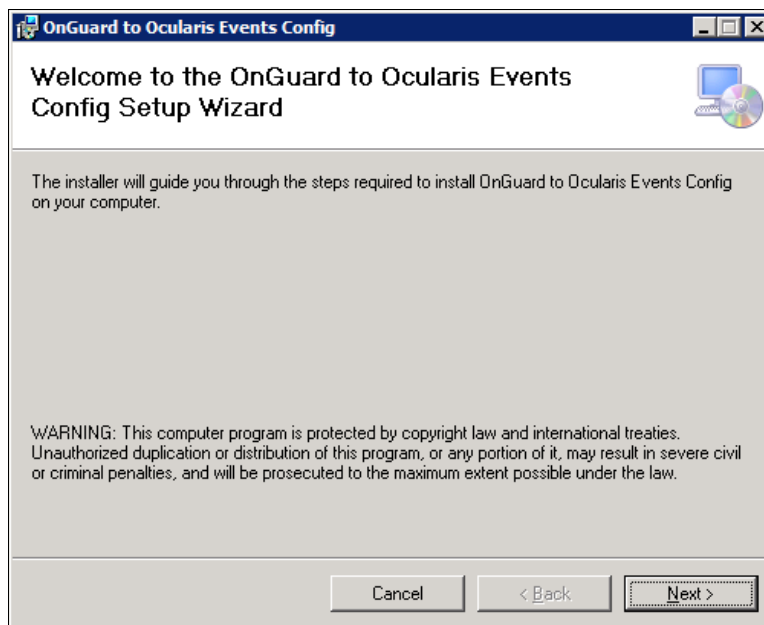 OnGuard to Ocularis Events Config
Welcome to the OnGuard to Ocularis Events
Config Setup Wizard
The installer will guide you through the steps required to install OnGuard to Ocularis Events Config
on your computer.
WARNING: This computer program is protected by copyright law and international treaties.
Unauthorized duplication or distribution of this program, or any portion of it, may result in severe civil
or criminal penalties, and will be prosecuted to the maximum extent possible under the law.
Cancel
< Back
Next >